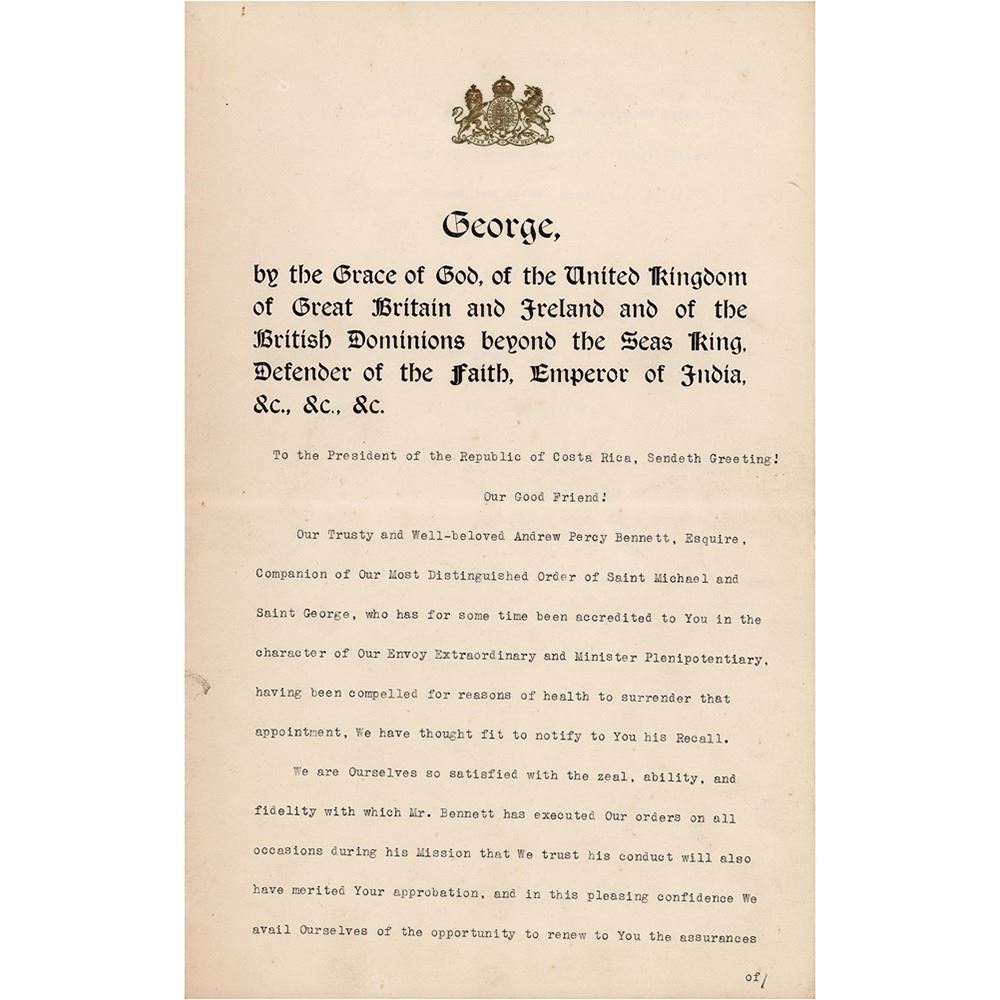 George,
by the Grace of God, of the United Kingdom
of Great Britain and Ireland and of the
British Dominions beyond the Seas King,
Defender of the Faith, Emperor of India,
&c., &c., &c.
To the President of the Republic of Costa Rica, Sendeth Greeting!
Our Good Friend!
Our Trusty and Well-beloved Andrew Percy Bennett, Esquire,
Companion of Our Most Distinguished Order of Saint Michael and
Saint George, who has for some time been accredited to You in the
character of Our Envoy Extraordinary and Minister Plenipotentiary,
having been compelled for reasons of health to surrender that
appointment, We have thought fit to notify to You his Recall.
We are Ourselves so satisfied with the zeal, ability, and
fidelity with which Mr. Bennett has executed Our orders on all
occasions during his Mission that We trust his conduct will also
have merited Your approbation, and in this pleasing confidence We
avail Ourselves of the opportunity to renew to You the assurances
of/